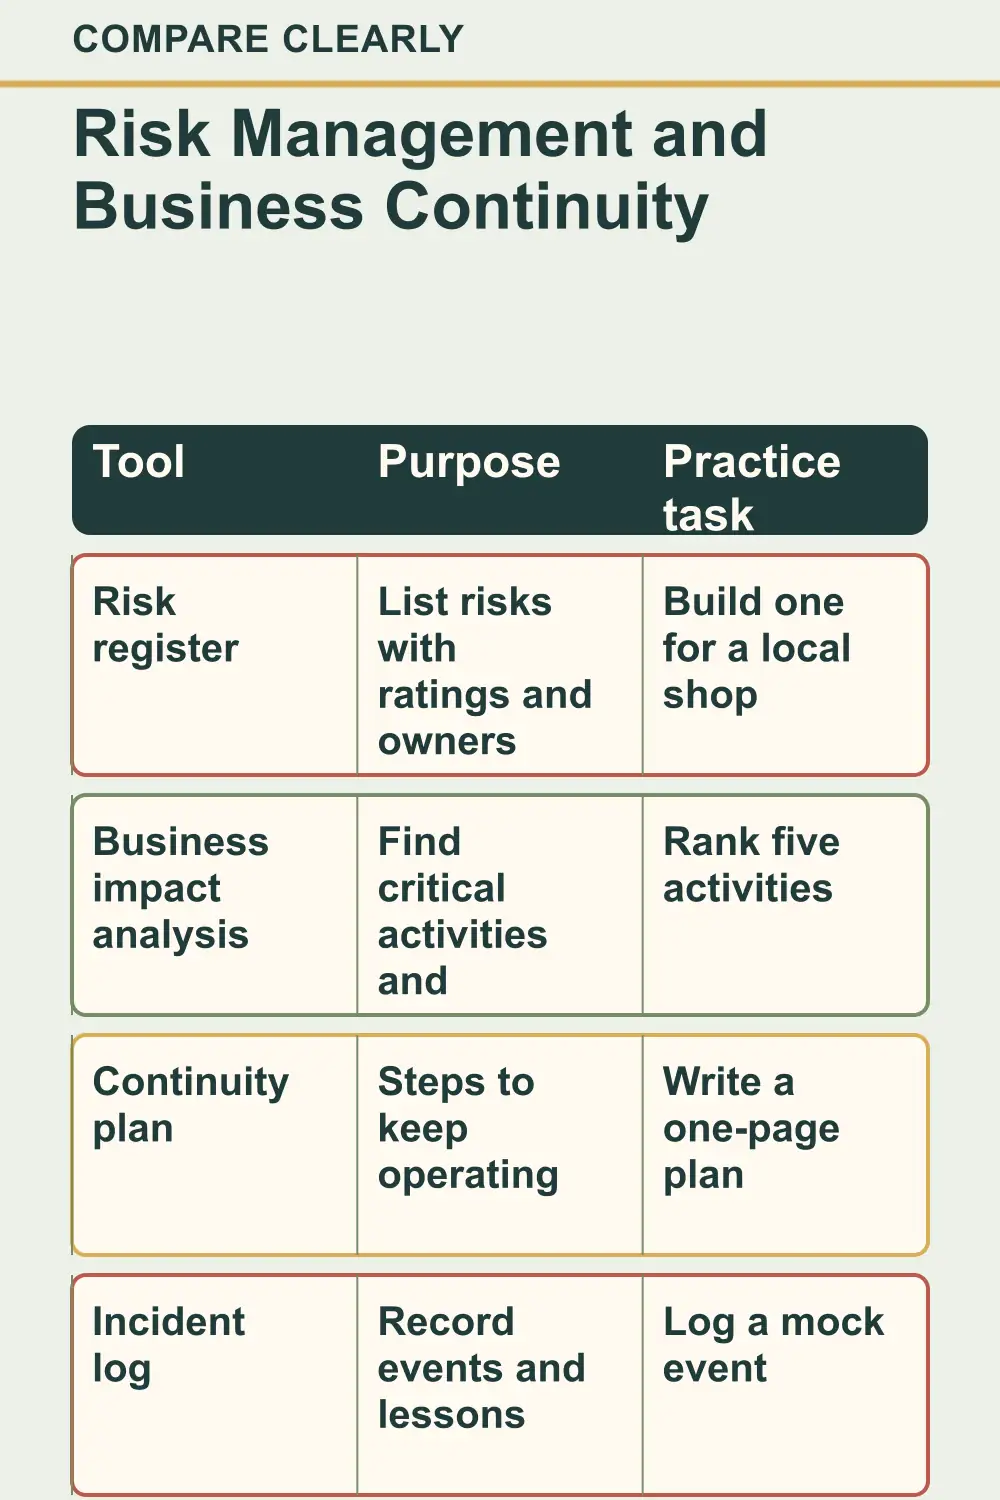 COMPARE CLEARLY
Risk Management and
Business Continuity
Tool
Purpose
Practice
task
Risk
register
List risks
with
ratings and
owners
Build one
for a local
shop
Business
impact
analysis
Find
critical
activities
and
Rank five
activities
Continuity
plan
Steps to
keep
operating
Write a
one-page
plan
Incident
log
Record
events and
lessons
Log a mock
event